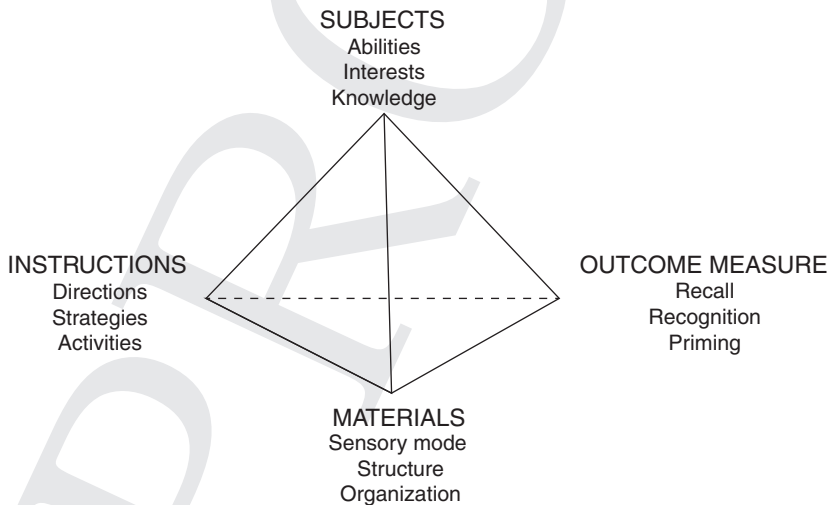 SUBJECTS
Abilities
Interests
Knowledge
INSTRUCTIONS
Directions
Strategies
Activities
OUTCOME MEASURE
Recall
Recognition
Priming
MATERIALS
Sensory mode
Structure
Organization